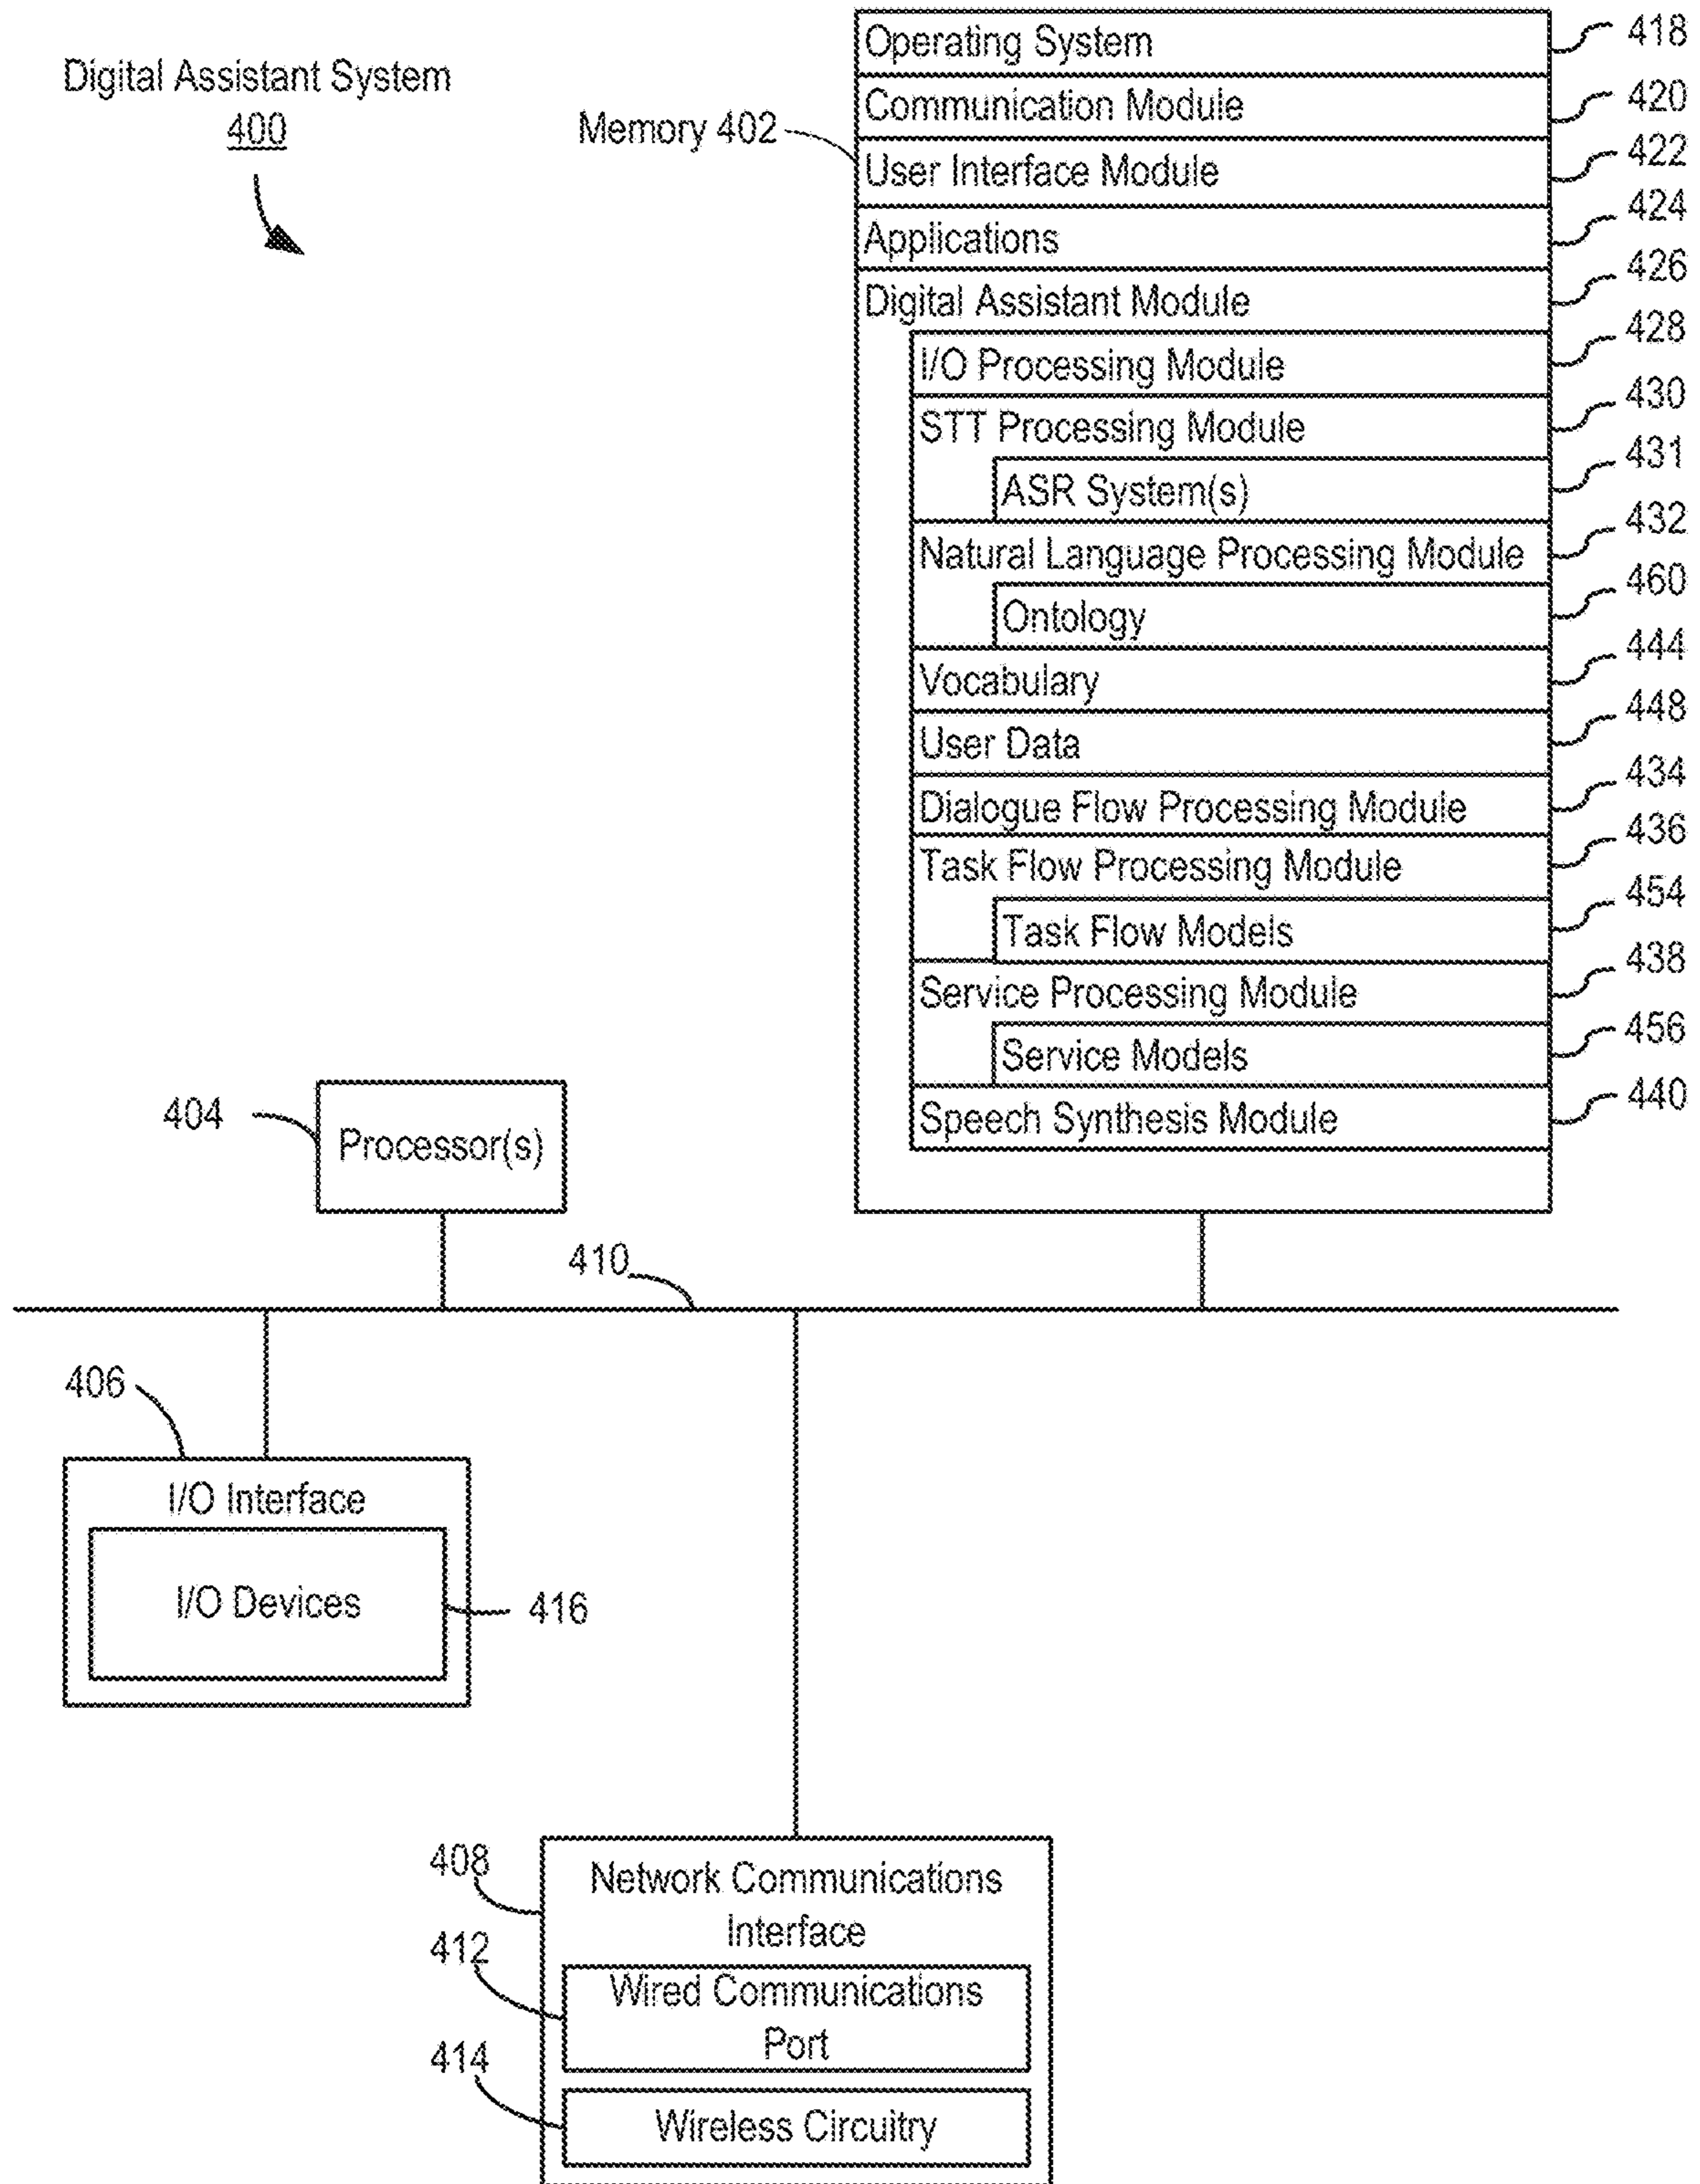 Digital Assistant System
400
Memory 402
Operating System 418
Communication Module 420
User Interface Module 422
Applications 424
Digital Assistant Module 426
I/O Processing Module 428
STT Processing Module 430
ASR System(s) 431
Natural Language Processing Module 432
Ontology 460
Vocabulary 444
User Data 448
Dialogue Flow Processing Module 434
Task Flow Processing Module 436
Task Flow Models 454
Service Processing Module 438
Service Models 456
Speech Synthesis Module 440
404
Processor(s)
410
406
I/O Interface
I/O Devices
416
408
Network Communications
Interface
412
Wired Communications
Port
414
Wireless Circuitry